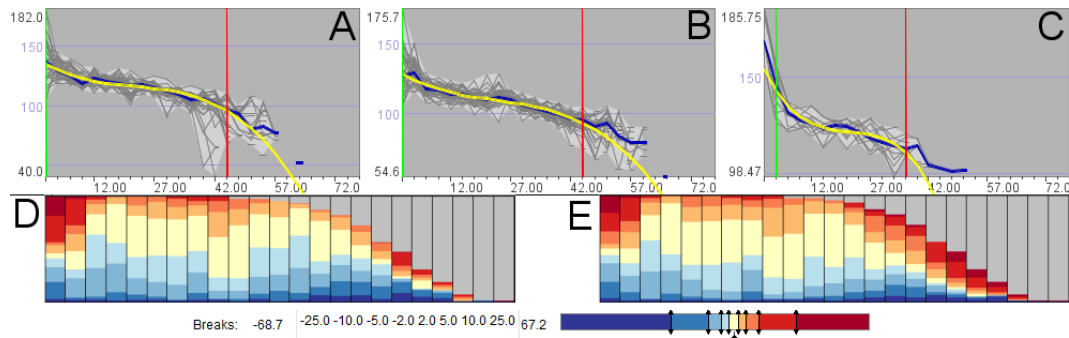 182.0 A 175.7 B 185.75 C
150 150 150
100 100
40.0 54.6 98.47
12.00 27.00 42.00 57.00 72.0 12.00 27.00 42.00 57.00 72.0 12.00 27.00 42.00 57.00 72.0
D E
Breaks: -68.7 -25.0 -10.0 -5.0 -2.0 2.0 5.0 10.0 25.0 67.2